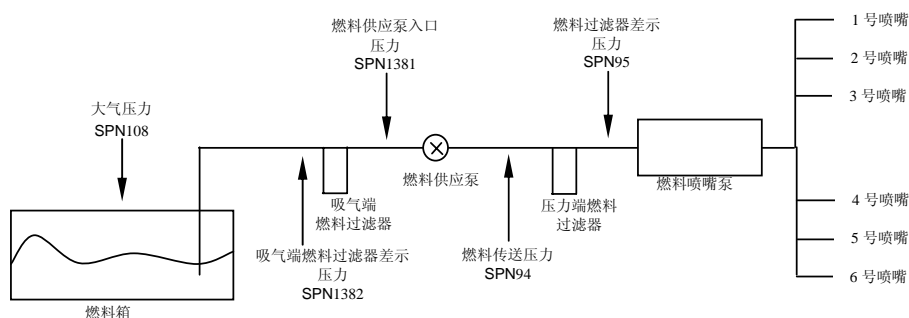 燃料供应泵入口
压力
SPN1381
燃料过滤器差示
压力
SPN95
1 号喷嘴
2 号喷嘴
3 号喷嘴
大气压力
SPN108
燃料供应泵
燃料喷嘴泵
吸气端
燃料过滤器
压力端燃料
过滤器
4 号喷嘴
5 号喷嘴
6 号喷嘴
吸气端燃料过滤器差示
压力
SPN1382
燃料传送压力
SPN94
燃料箱